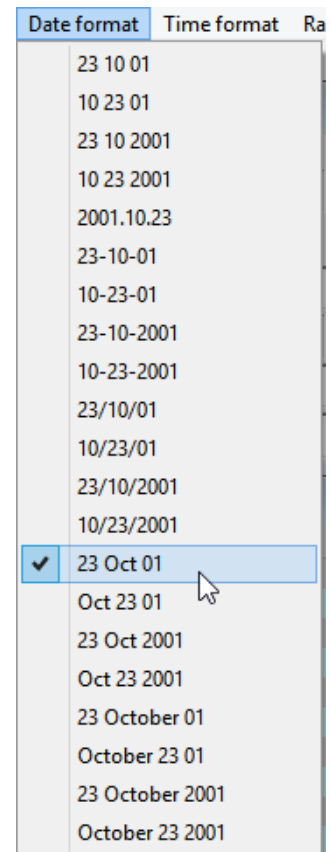 Date format Time format Ra
23 10 01
10 23 01
23 10 2001
10 23 2001
2001.10.23
23-10-01
10-23-01
23-10-2001
10-23-2001
23/10/01
10/23/01
23/10/2001
10/23/2001
23 Oct 01
Oct 23 01
23 Oct 2001
Oct 23 2001
23 October 01
October 23 01
23 October 2001
October 23 2001